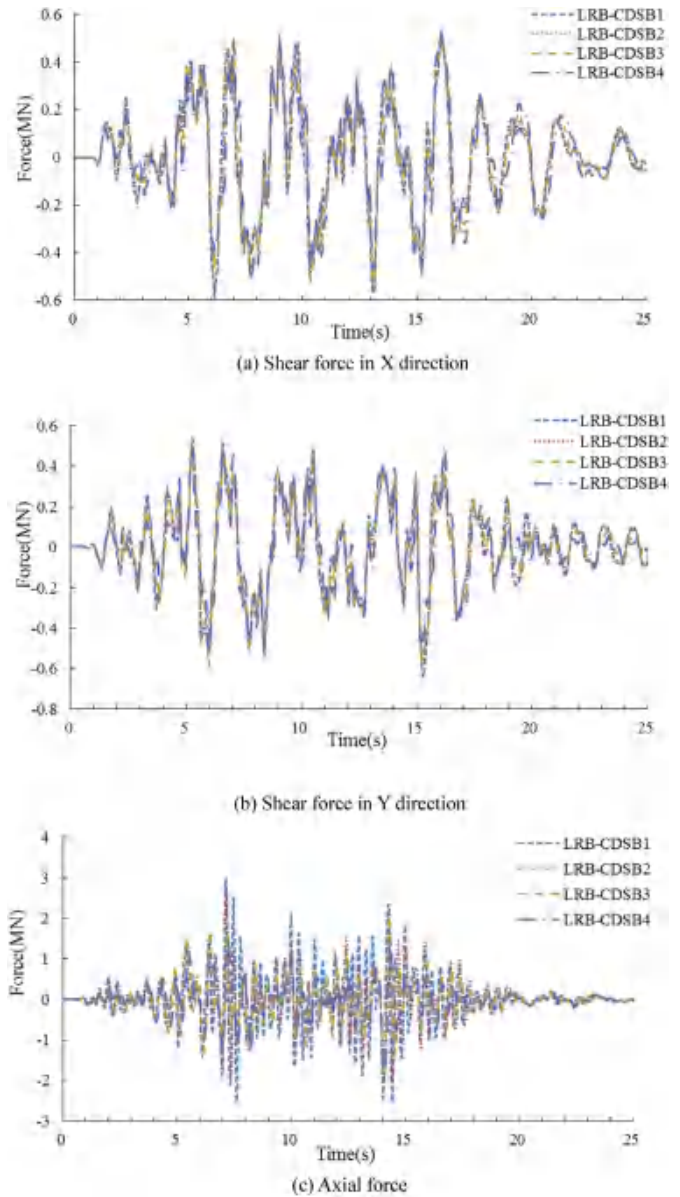 0.6
0.4
0.2
0
-0.2
-0.4
-0.6
Force(MN)
LRB-CDSB1
LRB-CDSB2
LRB-CDSB3
LRB-CDSB4
0 5 10 15 20 25
Time(s)
(a) Shear force in X direction
0.6
0.4
0.2
0
-0.2
-0.4
-0.6
-0.8
Force(MN)
LRB-CDSB1
LRB-CDSB2
LRB-CDSB3
LRB-CDSB4
0 5 10 15 20 25
Time(s)
(b) Shear force in Y direction
4
3
2
1
0
-1
-2
-3
Force(MN)
LRB-CDSB1
LRB-CDSB2
LRB-CDSB3
LRB-CDSB4
0 5 10 15 20 25
Time(s)
(c) Axial force